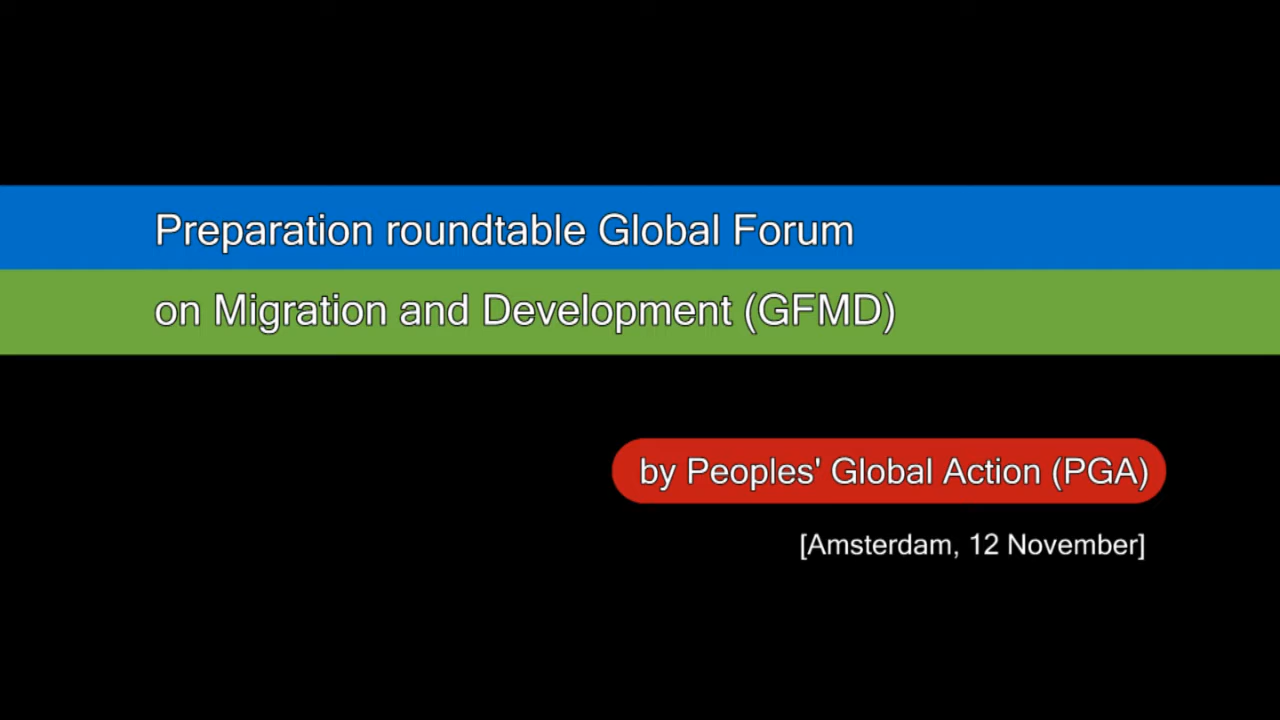 Preparation roundtable Global Forum
on Migration and Development (GFMD)
by Peoples' Global Action (PGA)
[Amsterdam, 12 November]